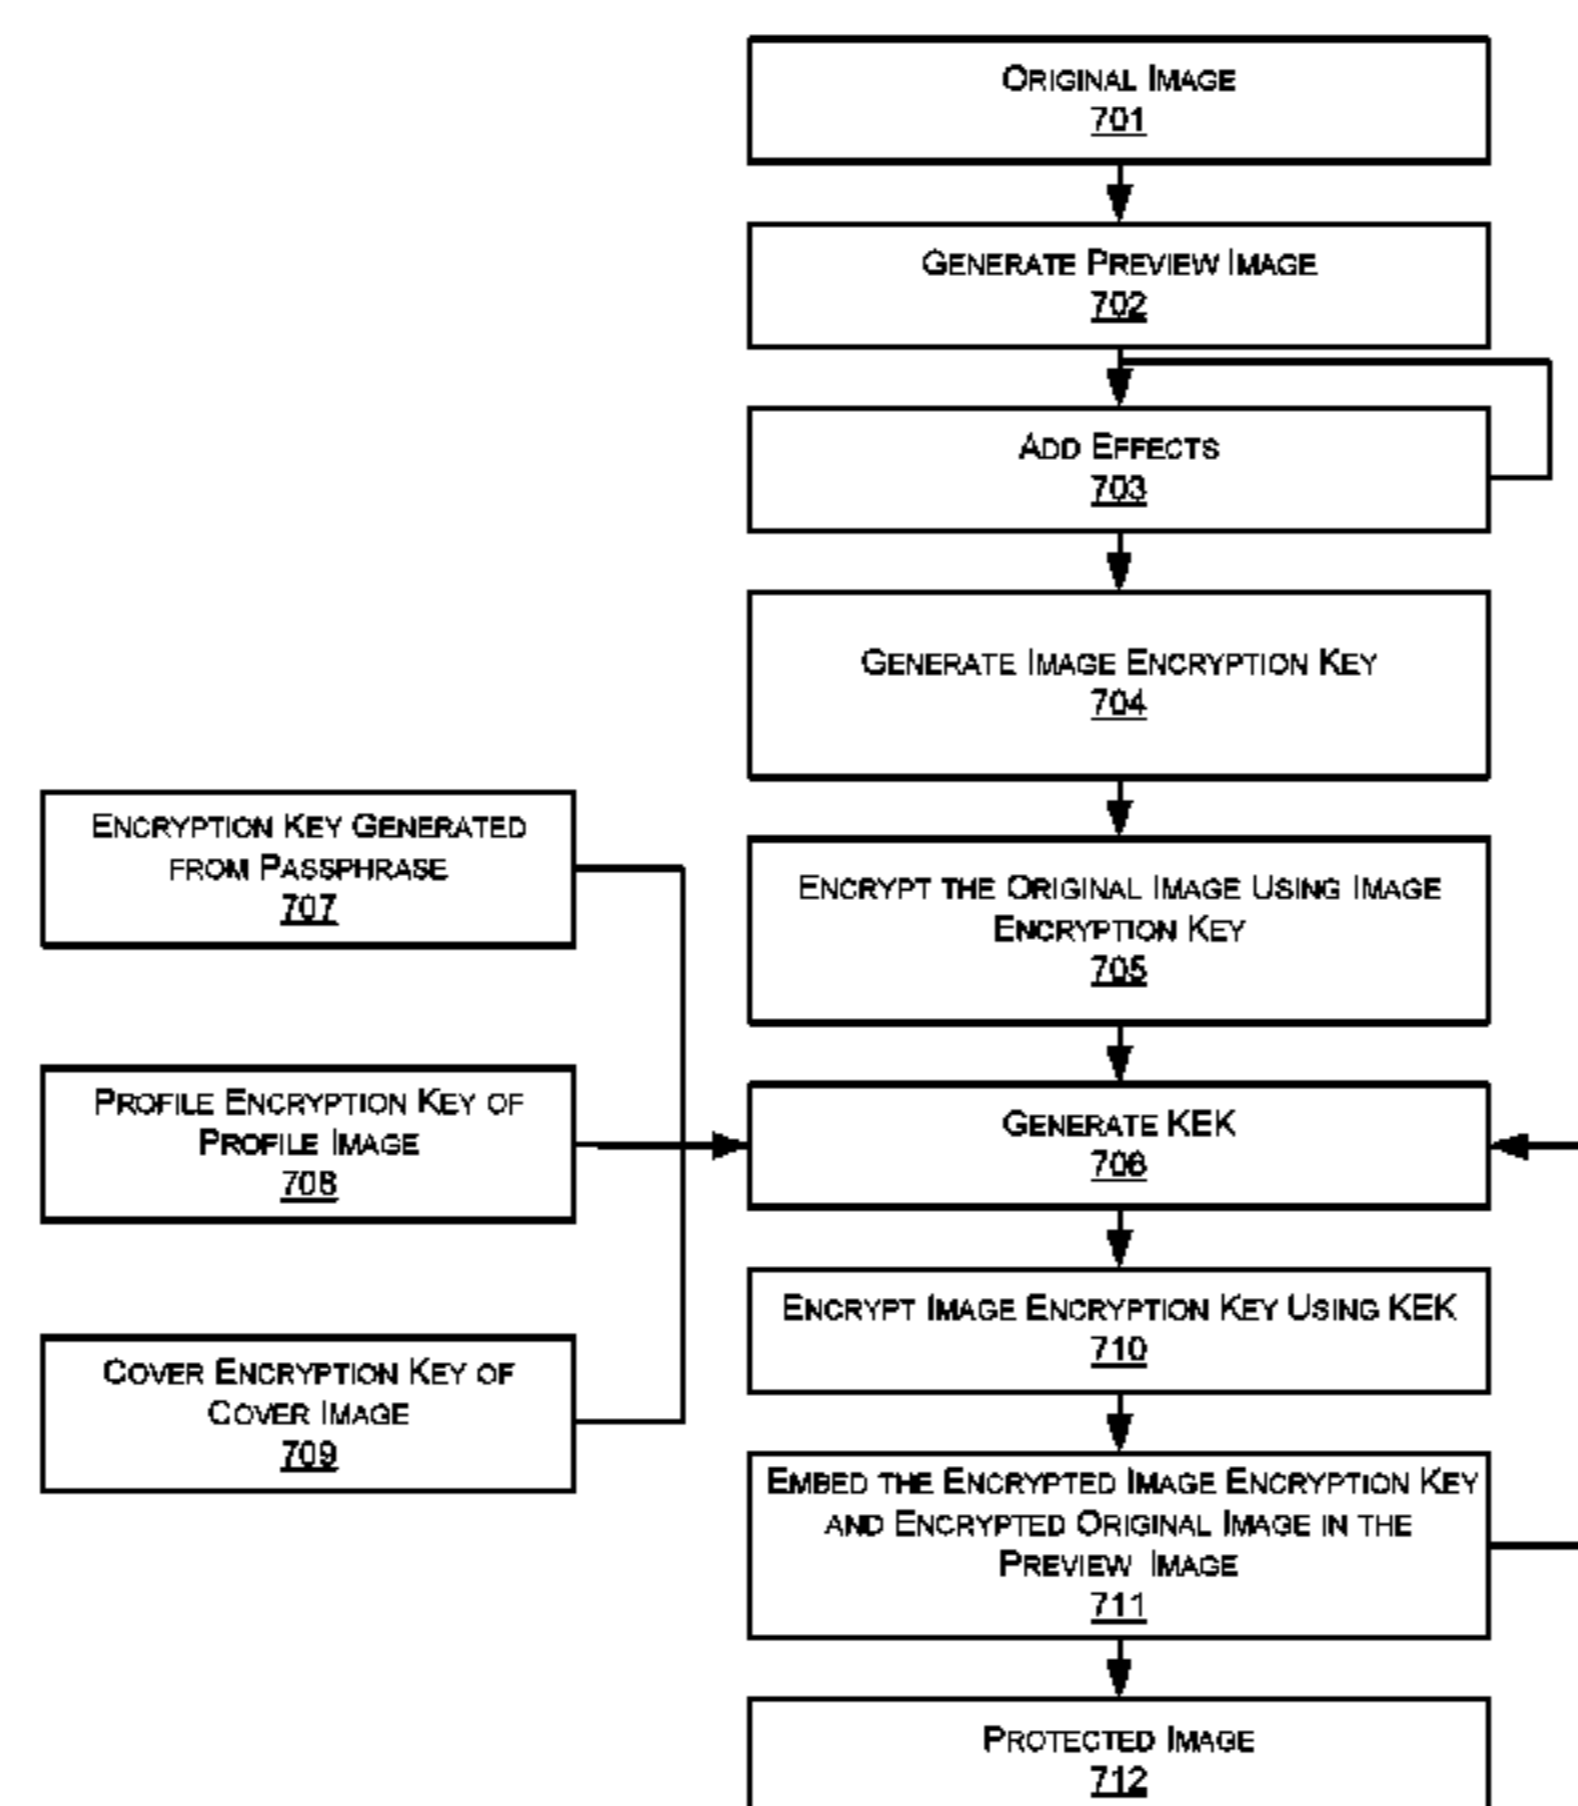 ORIGINAL IMAGE
701
GENERATE PREVIEW IMAGE
702
ADD EFFECTS
703
GENERATE IMAGE ENCRYPTION KEY
704
ENCRYPTION KEY GENERATED
FROM PASSPHRASE
707
ENCRYPT THE ORIGINAL IMAGE USING IMAGE
ENCRYPTION KEY
705
PROFILE ENCRYPTION KEY OF
PROFILE IMAGE
708
GENERATE KEK
706
ENCRYPT IMAGE ENCRYPTION KEY USING KEK
710
COVER ENCRYPTION KEY OF
COVER IMAGE
709
EMBED THE ENCRYPTED IMAGE ENCRYPTION KEY
AND ENCRYPTED ORIGINAL IMAGE IN THE
PREVIEW IMAGE
711
PROTECTED IMAGE
712